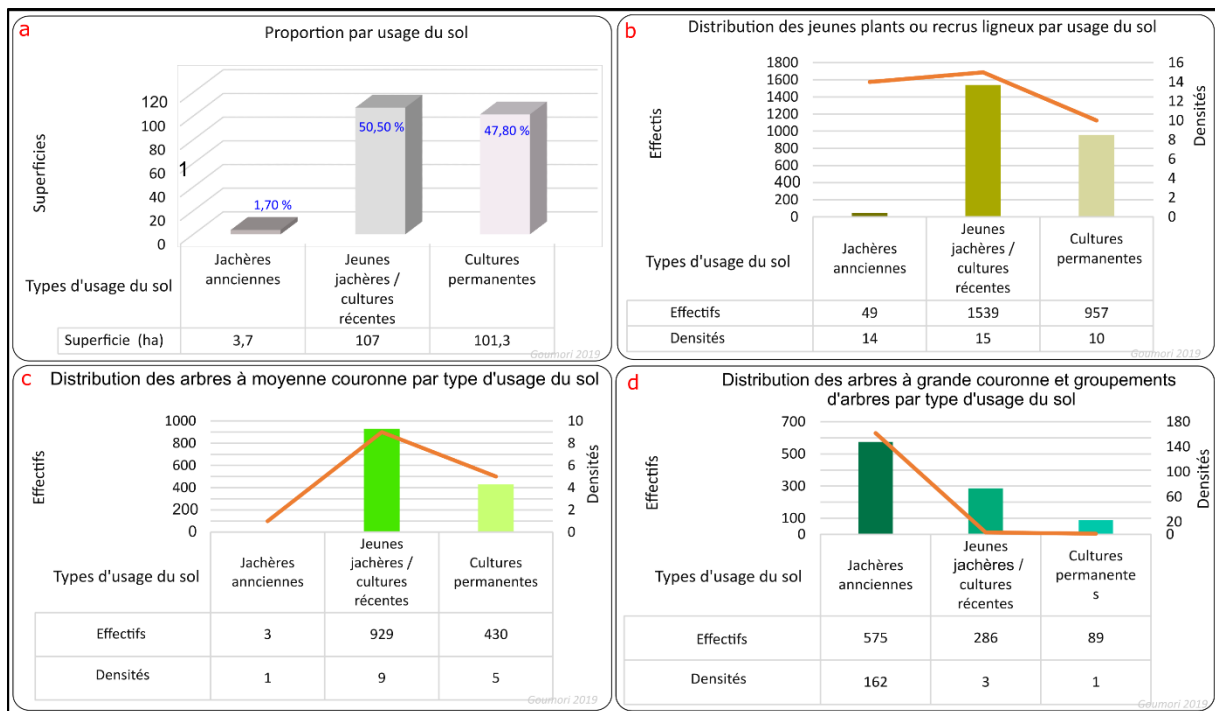 a
Proportion par usage du sol
Superficies
120
100
80
60
40
20
0
1
1,70 %
50,50 %
47,80 %
Types d'usage du sol
Jachères
annciennes
Jeunes
jachères /
cultures
récentes
Cultures
permanentes
Superficie (ha) 3,7 107 101,3
Goumori 2019
b
Distribution des jeunes plants ou recrus ligneux par usage du sol
Effectis
1800
1600
1400
1200
1000
800
600
400
200
0
16
14
12
10
8
6
4
2
0
Densités
Types d'usage du sol
Jachères
annciennes
Jeunes
jachères /
cultures
récentes
Cultures
permanentes
Effectifs 49 1539 957
Densités 14 15 10
Goumori 2019
c
Distribution des arbres à moyenne couronne par type d'usage du sol
Effectifs
1000
800
600
400
200
0
10
8
6
4
2
0
Densités
Types d'usage du sol
Jachères
annciennes
Jeunes
jachères /
cultures
récentes
Cultures
permanentes
Effectifs 3 929 430
Densités 1 9 5
Goumori 2019
d
Distribution des arbres à grande couronne et groupements
d'arbres par type d'usage du sol
Effectifs
700
500
300
100
0
180
140
100
60
20
0
Densités
Types d'usage du sol
Jachères
annciennes
Jeunes
jachères /
cultures
récentes
Cultures
permanente
s
Effectifs 575 286 89
Densités 162 3 1
Goumori 2019